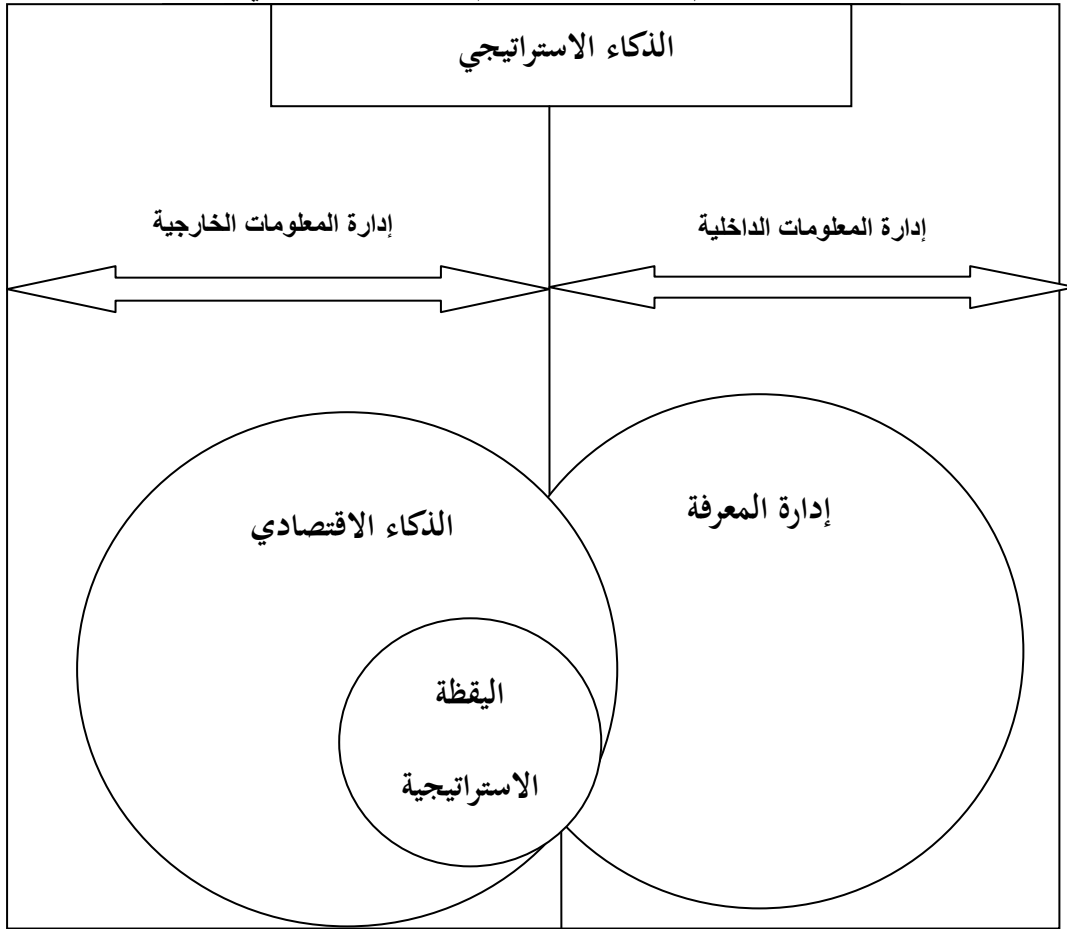 الذكاء الاستراتيجي
إدارة المعلومات الداخلية
إدارة المعلومات الخارجية
إدارة المعرفة
الذكاء الاقتصادي
اليقظة
الاستراتيجية